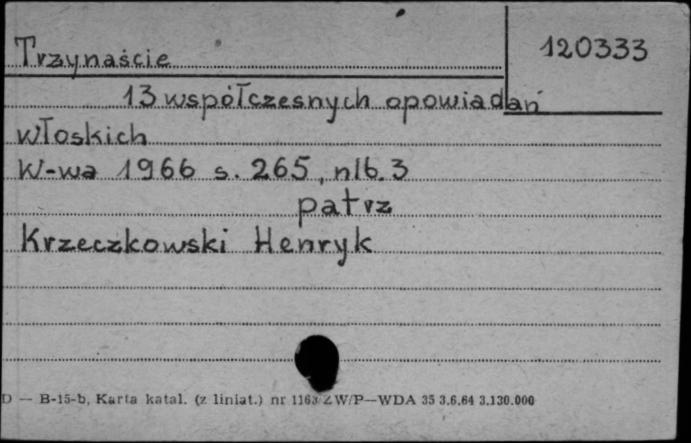 Trzynaście
120333
13 współczesnych opowiadań
włoskich
W-wa 1966 s. 265, nlb. 3
patrz
Krzeczkowski Henryk
D — B-15-b, Karta katal. (z liniat.) nr 1163 ZW/P—WDA 35 3.6.64 3.130.000